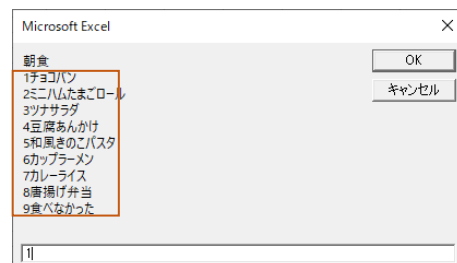 Microsoft Excel
朝食
1チョコパン
2ミニハムたまごロール
3ツナサラダ
4豆腐あんかけ
5和風きのこパスタ
6カップラーメン
7カレーライス
8唐揚げ弁当
9食べなかった
OK
キャンセル
1